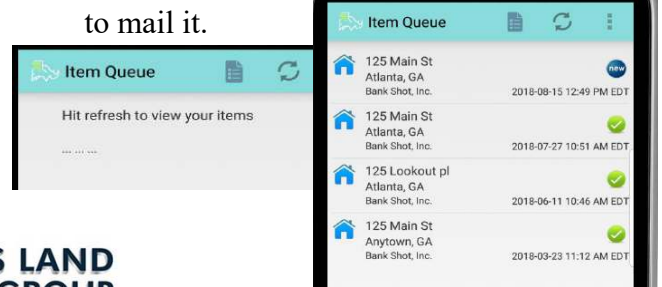 to mail it.
Item Queue
Hit refresh to view your items
... ... ...
Item Queue
125 Main St
new
Atlanta, GA
Bank Shot, Inc. 2018-08-15 12:49 PM EDT
125 Main St
Atlanta, GA
Bank Shot, Inc. 2018-07-27 10:51 AM EDT
125 Lookout pl
Atlanta, GA
Bank Shot, Inc. 2018-06-11 10:46 AM EDT
125 Main St
Anytown, GA
Bank Shot, Inc. 2018-03-23 11:12 AM EDT
S LAND